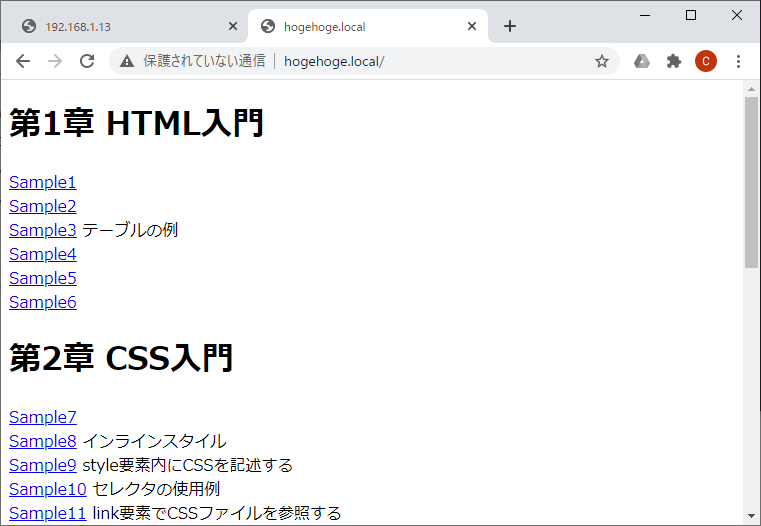 192.168.1.13
hogehoge.local
保護されていない通信 hogehoge.local/
C
第1章 HTML入門
Sample1
Sample2
Sample3 テーブルの例
Sample4
Sample5
Sample6
第2章 CSS入門
Sample7
Sample8 インラインスタイル
Sample9 style要素内にCSSを記述する
Sample10 セレクタの使用例
Sample11 link要素でCSSファイルを参照する